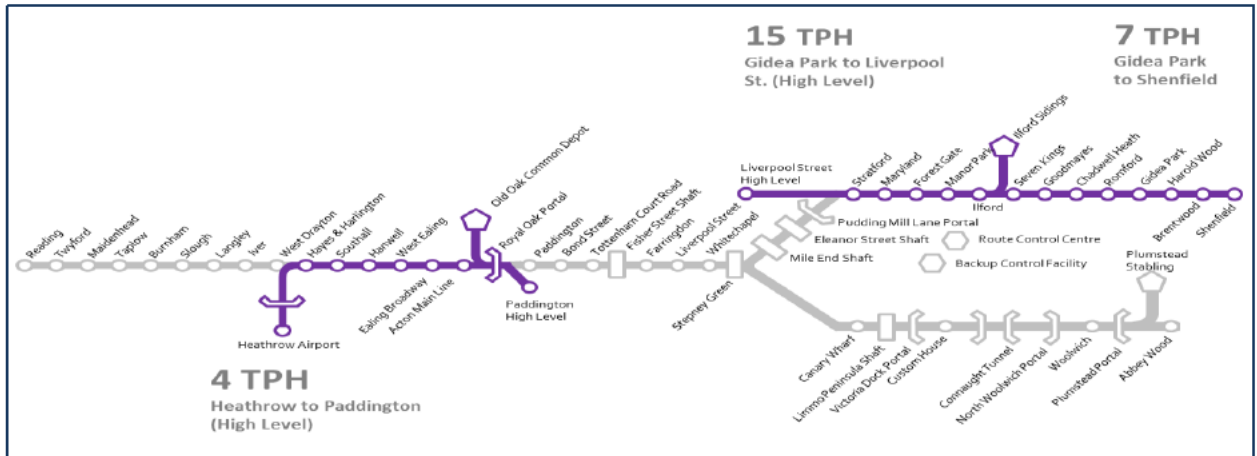 15 TPH
Gidea Park to Liverpool
St. (High Level)
7 TPH
Gidea Park
to Shenfield
Reading
Twyford
Maidenhead
Taplow
Burnham
Slough
Langley
Iver
West Drayton
Hayes & Harlington
Southall
Hanwell
West Ealing
Ealing Broadway
Acton Main Line
Old Oak Common Depot
Royal Oak Portal
Paddington
Bond Street
Tottenham Court Road
Fisher Street Shaft
Farringdon
Liverpool Street
Whitechapel
Stepney Green
Liverpool Street
High Level
Stratford
Maryland
Forest Gate
Manor Park
Ilford
Ilford Sidings
Seven Kings
Goodmayes
Chadwell Heath
Romford
Gidea Park
Harold Wood
Brentwood
Shenfield
Pudding Mill Lane Portal
Eleanor Street Shaft
Mile End Shaft
Route Control Centre
Backup Control Facility
Plumstead
Stabling
Paddington
High Level
Heathrow Airport
Canary Wharf
Limmo Peninsula Shaft
Victoria Dock Portal
Custom House
Connaught Tunnel
North Woolwich Portal
Woolwich
Plumstead Portal
Abbey Wood
4 TPH
Heathrow to Paddington
(High Level)